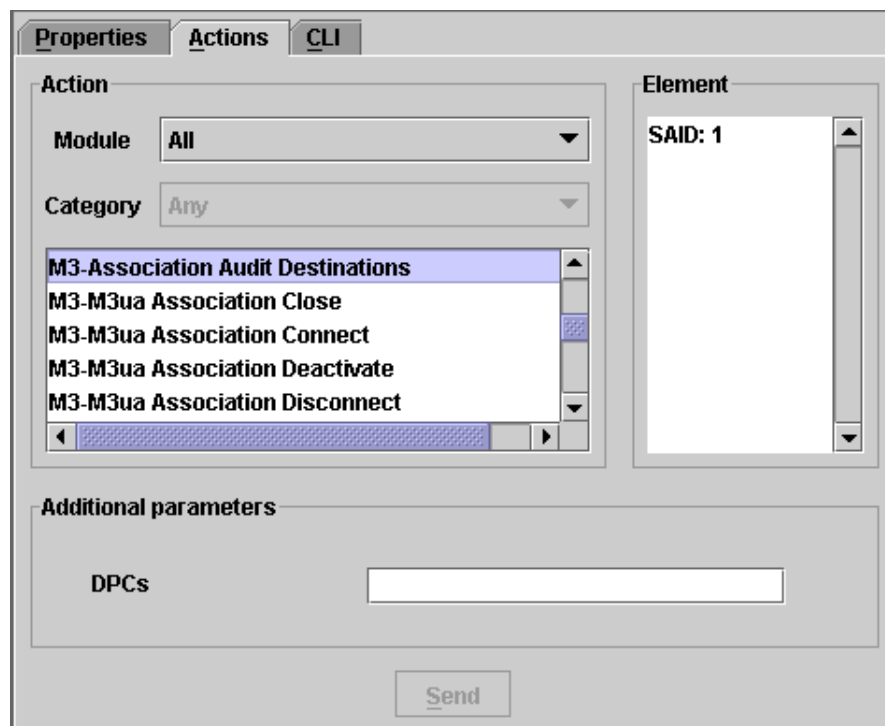 Properties Actions CLI
Action
Element
Module All
SAID: 1
Category Any
M3-Association Audit Destinations
M3-M3ua Association Close
M3-M3ua Association Connect
M3-M3ua Association Deactivate
M3-M3ua Association Disconnect
Additional parameters
DPCs
Send